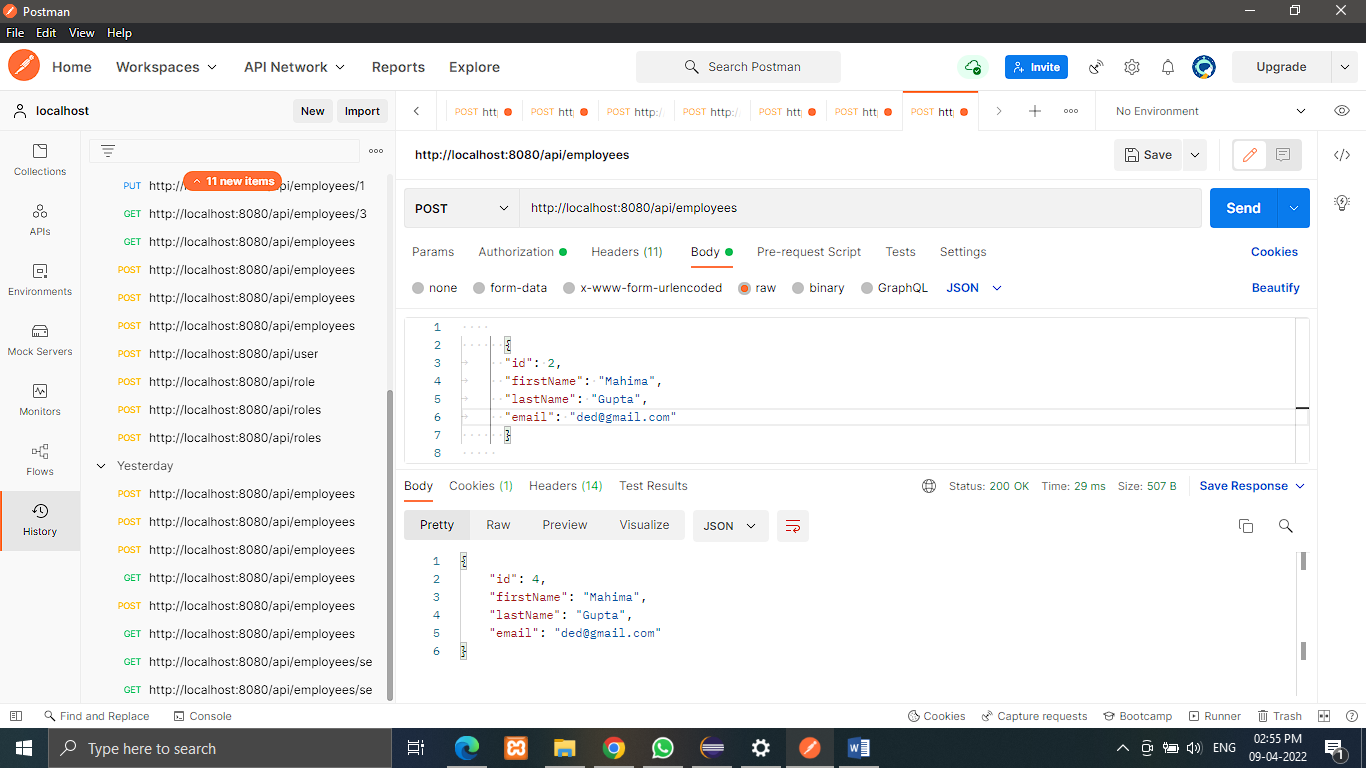 Postman
File Edit View Help
Home Workspaces API Network Reports Explore Search Postman Invite Upgrade
localhost New Import
POST htt POST htt POST http:/ POST http:/ POST htt POST htt POST htt No Environment
Collections
APIs
Environments
Mock Servers
Monitors
Flows
History
11 new items
PUT http://localhost:8080/api/employees/1
GET http://localhost:8080/api/employees/3
GET http://localhost:8080/api/employees
POST http://localhost:8080/api/employees
POST http://localhost:8080/api/employees
POST http://localhost:8080/api/employees
POST http://localhost:8080/api/user
POST http://localhost:8080/api/role
POST http://localhost:8080/api/roles
POST http://localhost:8080/api/roles
Yesterday
POST http://localhost:8080/api/employees
POST http://localhost:8080/api/employees
POST http://localhost:8080/api/employees
GET http://localhost:8080/api/employees
POST http://localhost:8080/api/employees
GET http://localhost:8080/api/employees
GET http://localhost:8080/api/employees/se
GET http://localhost:8080/api/employees/se
http://localhost:8080/api/employees Save
POST http://localhost:8080/api/employees Send
Params Authorization Headers (11) Body Pre-request Script Tests Settings Cookies
none form-data x-www-form-urlencoded raw binary GraphQL JSON Beautify
1
2 {
3 "id": 2,
4 "firstName": "Mahima",
5 "lastName": "Gupta",
6 "email": "ded@gmail.com"
7 }
8
Body Cookies (1) Headers (14) Test Results Status: 200 OK Time: 29 ms Size: 507 B Save Response
Pretty Raw Preview Visualize JSON
1 {
2 "id": 4,
3 "firstName": "Mahima",
4 "lastName": "Gupta",
5 "email": "ded@gmail.com"
6 }
Find and Replace Console Cookies Capture requests Bootcamp Runner Trash
Type here to search ENG 02:55 PM
09-04-2022 1